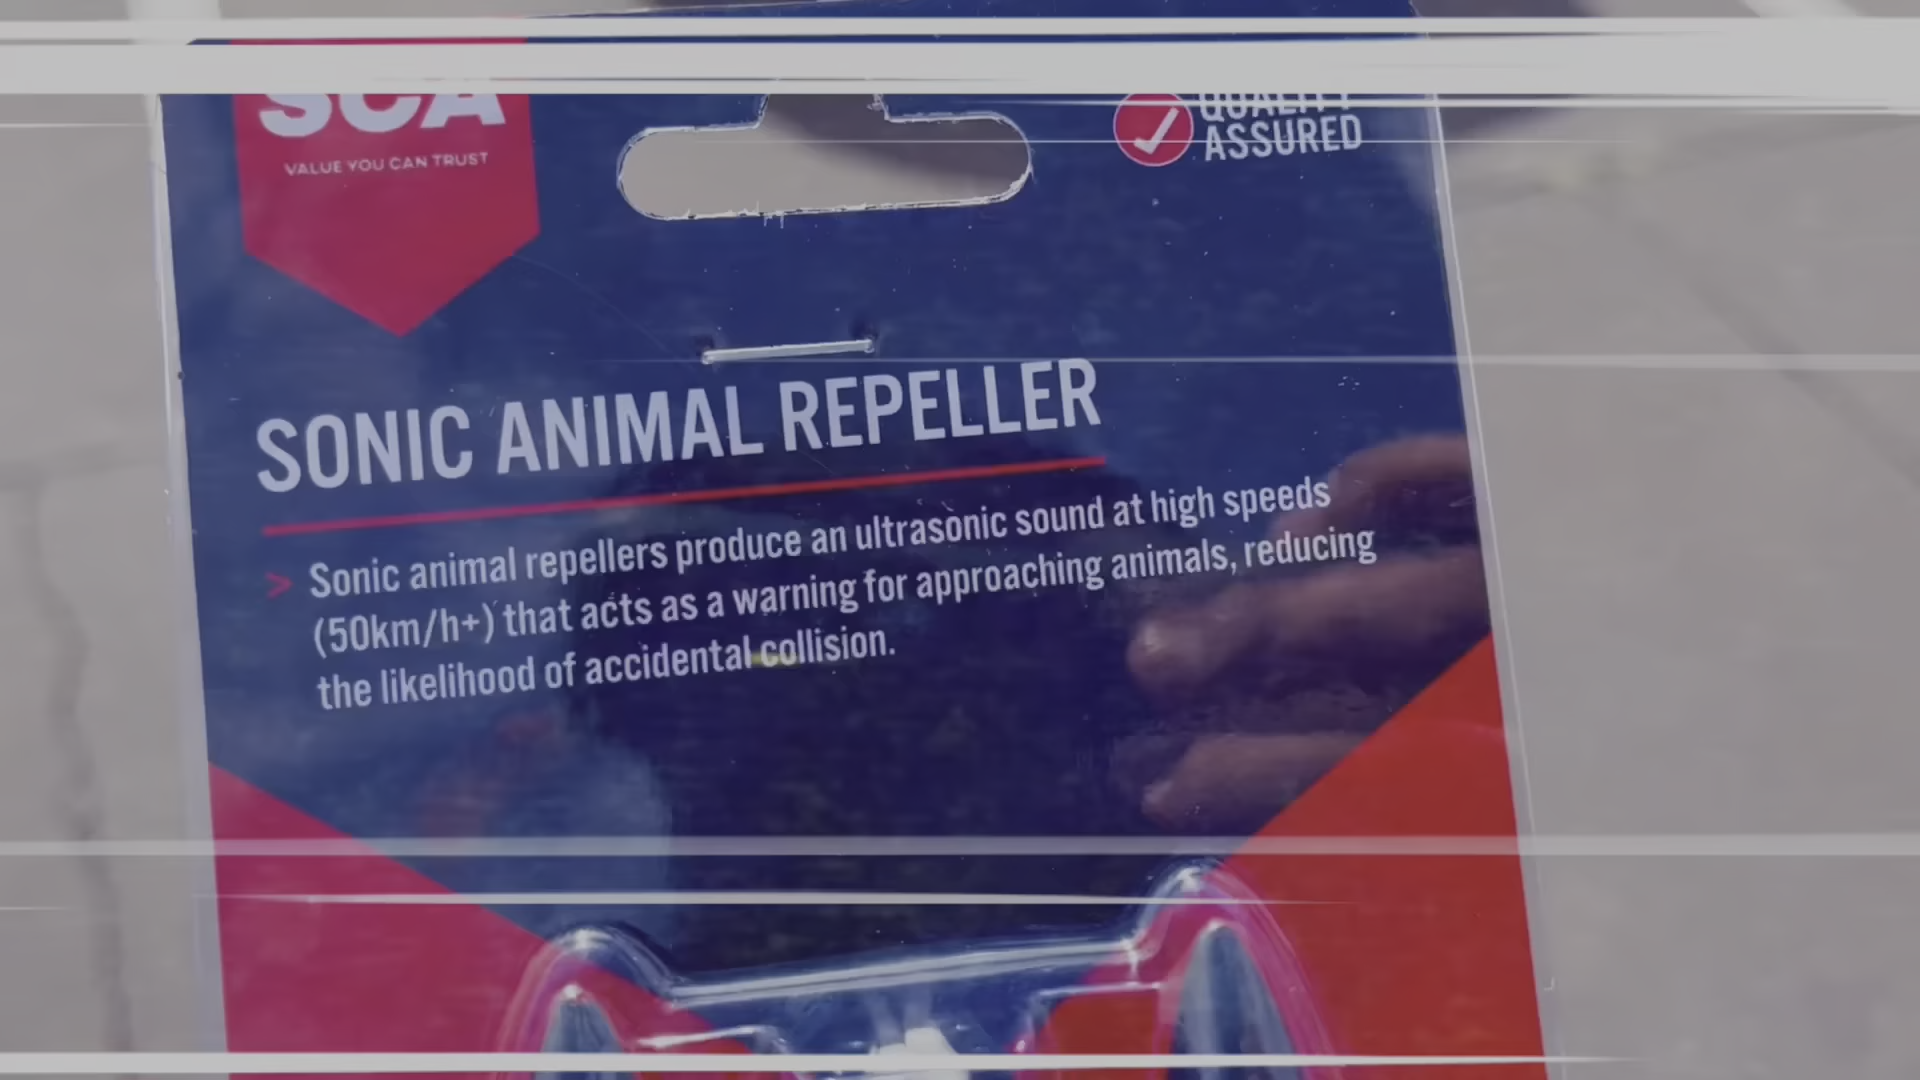 SCA
VALUE YOU CAN TRUST
QUALITY
ASSURED
SONIC ANIMAL REPELLER
> Sonic animal repellers produce an ultrasonic sound at high speeds
(50km/h+) that acts as a warning for approaching animals, reducing
the likelihood of accidental collision.